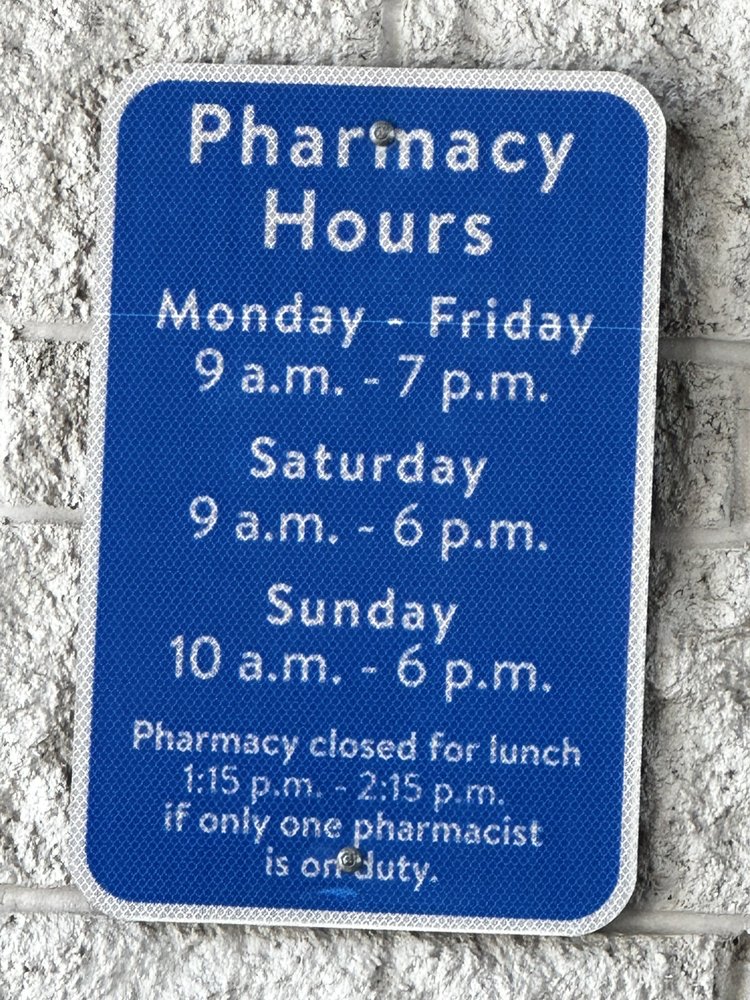 Pharmacy
Hours
Monday - Friday
9 a.m. - 7 p.m.
Saturday
9 a.m. - 6 p.m.
Sunday
10 a.m. - 6 p.m.
Pharmacy closed for lunch
1:15 p.m. - 2:15 p.m.
if only one pharmacist
is on duty.